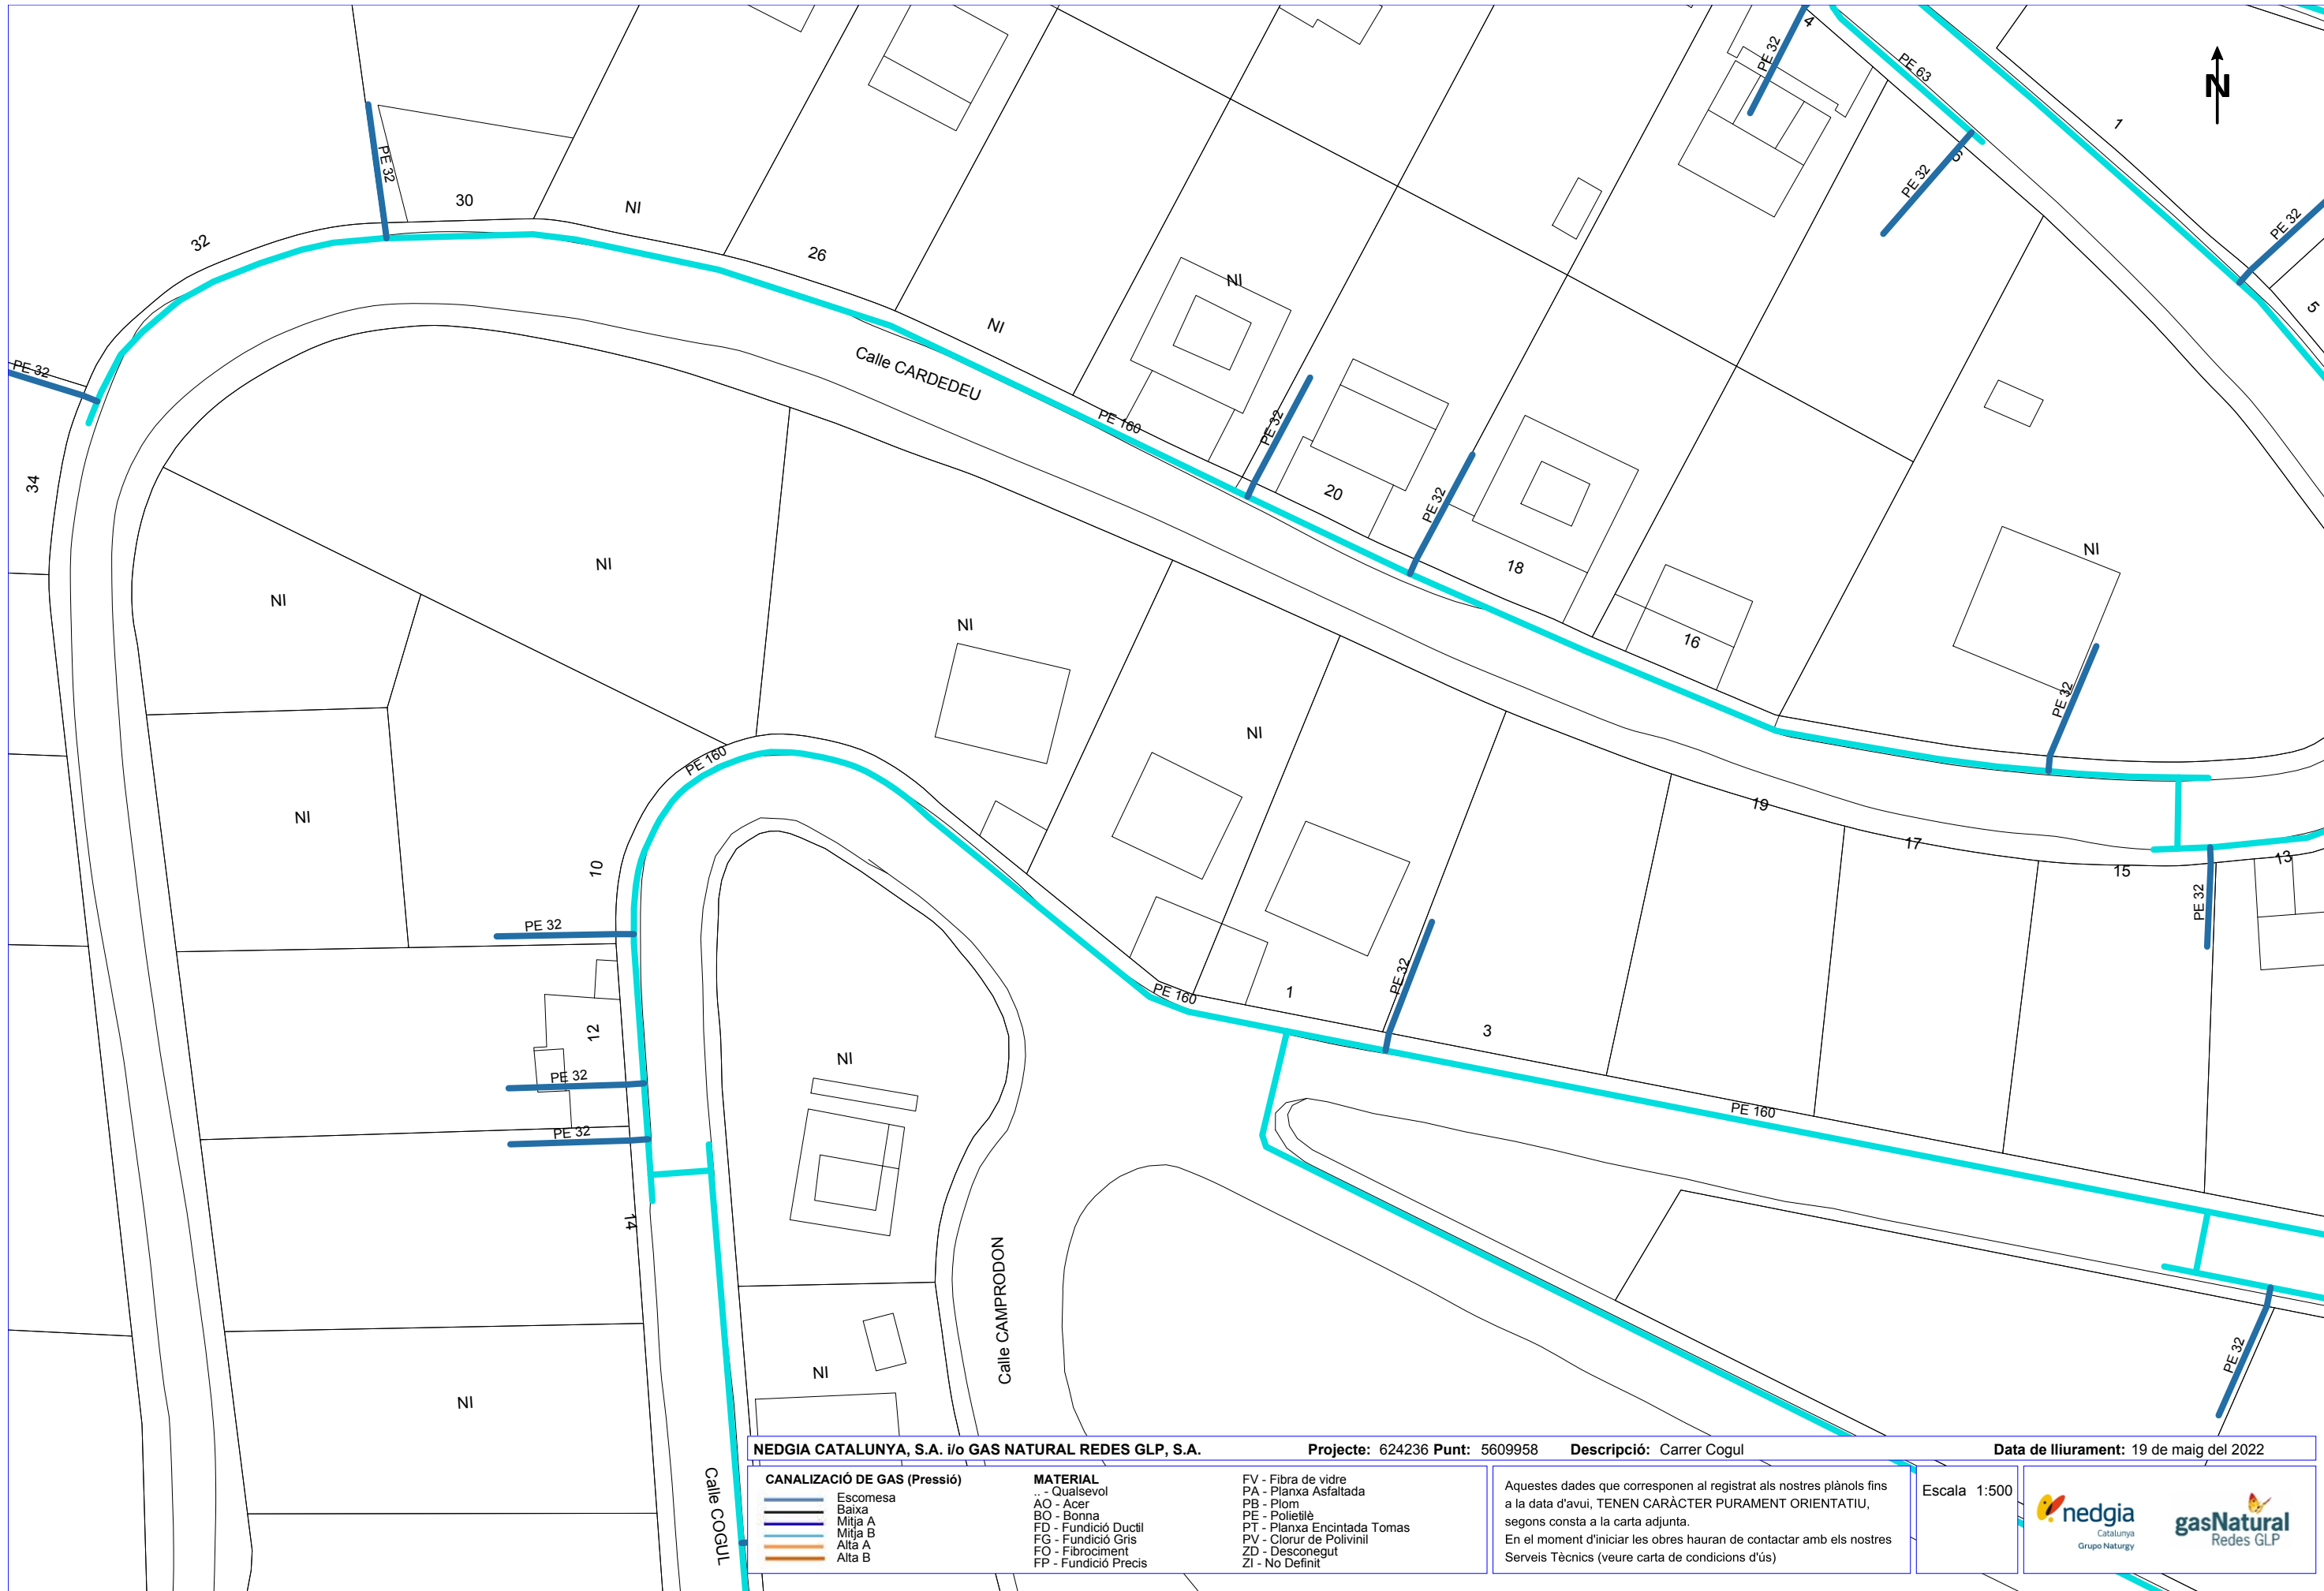 4
PE 32
PE 63
N
1
PE 32
PE 32
PE 32
5
30
NI
32
26
NI
NI
Calle CARDEDEU
PE 160
PE 32
PE 32
34
20
PE 32
18
16
NI
PE 32
NI
NI
NI
NI
PE 160
19
17
15
13
NI
10
PE 32
PE 32
PE 32
PE 160
1
3
12
NI
PE 32
PE 32
PE 160
14
Calle CAMPRODON
NI
NI
PE 32
Calle COGUL
NEDGIA CATALUNYA, S.A. i/o GAS NATURAL REDES GLP, S.A. Projecte: 624236 Punt: 5609958 Descripció: Carrer Cogul Data de lliurament: 19 de maig del 2022
CANALIZACIÓ DE GAS (Pressió)
Escomesa
Baixa
Mitja A
Mitja B
Alta A
Alta B
MATERIAL
.. - Qualsevol
AO - Acer
BO - Bonna
FD - Fundició Ductil
FG - Fundició Gris
FO - Fibrociment
FP - Fundició Precis
FV - Fibra de vidre
PA - Planxa Asfaltada
PB - Plom
PE - Polietilè
PT - Planxa Encintada Tomas
PV - Clorur de Polivinil
ZD - Desconegut
ZI - No Definit
Aquestes dades que corresponen al registrat als nostres plànols fins
a la data d'avui, TENEN CARÀCTER PURAMENT ORIENTATIU,
segons consta a la carta adjunta.
En el moment d'iniciar les obres hauran de contactar amb els nostres
Serveis Tècnics (veure carta de condicions d'ús)
Escala 1:500
nedgia
Catalunya
Grupo Naturgy
gasNatural
Redes GLP